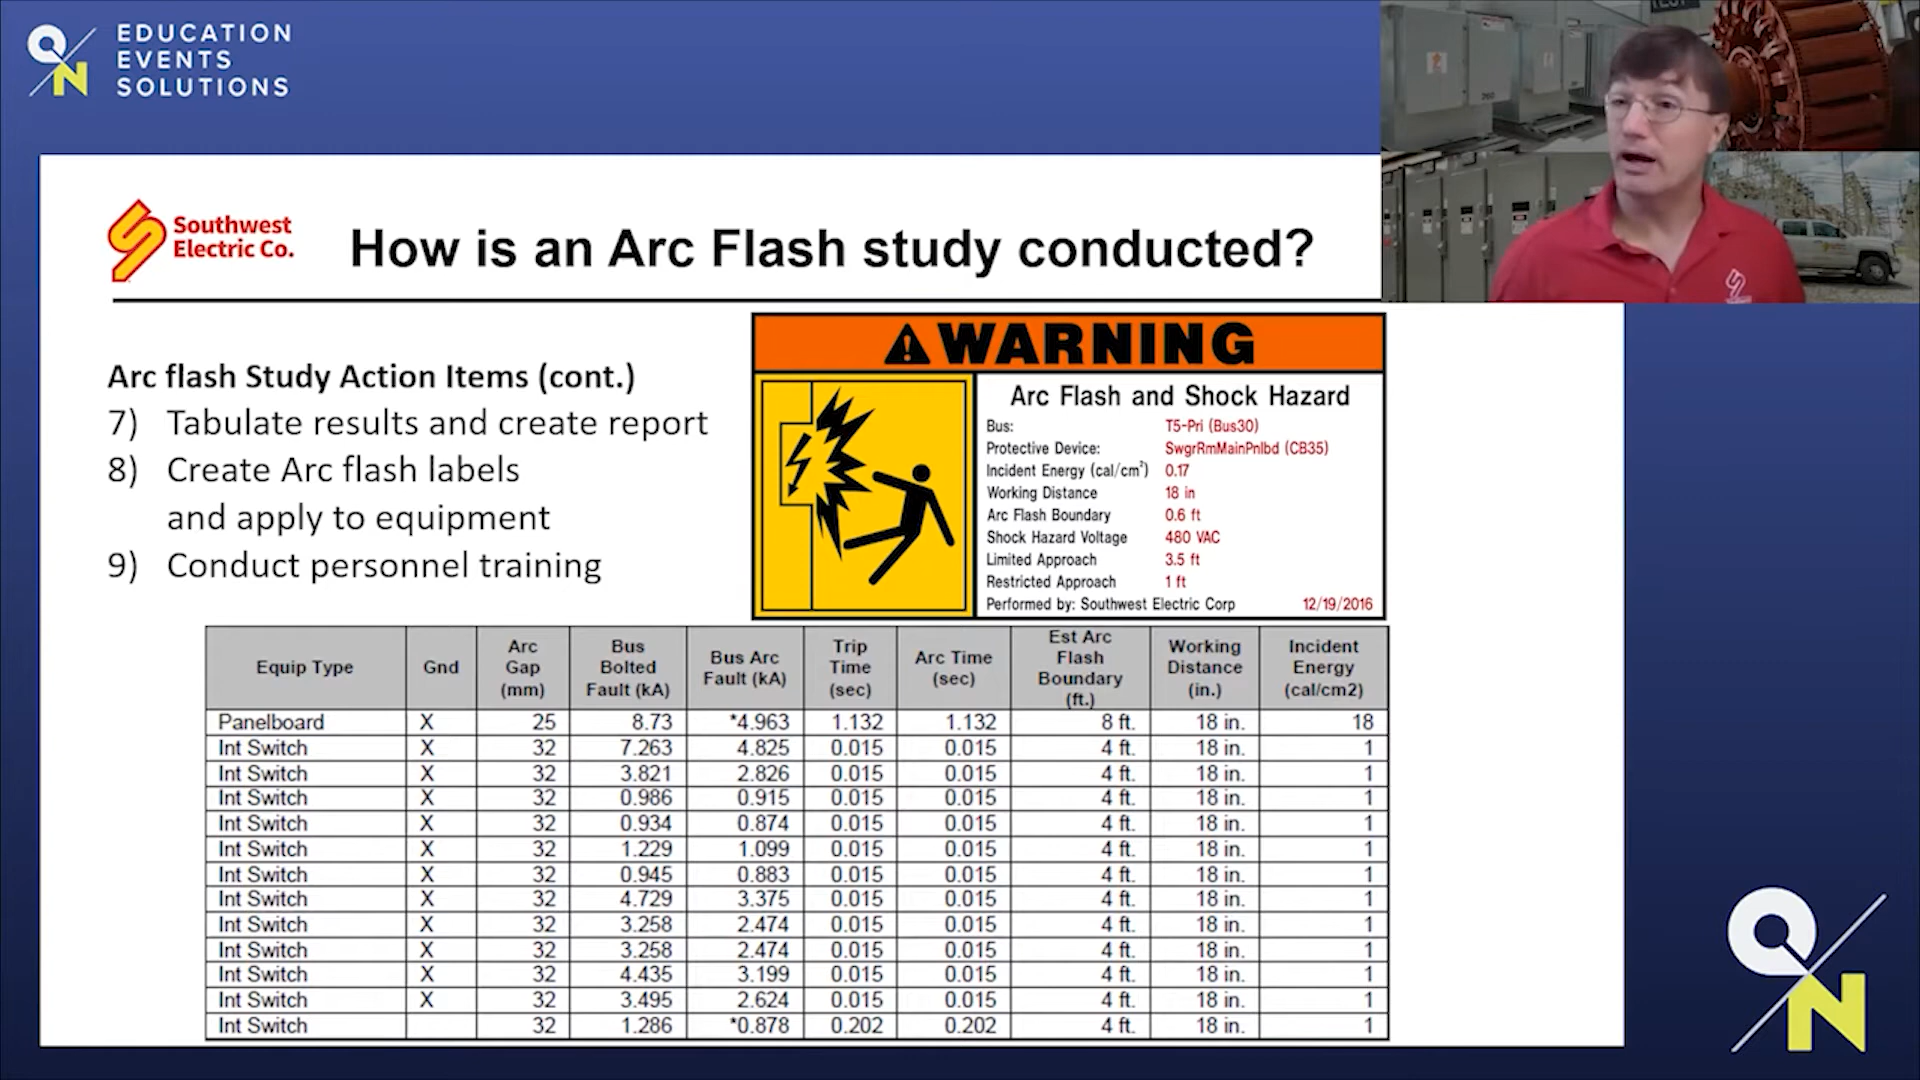 EDUCATION
EVENTS
SOLUTIONS
Southwest
Electric Co.
How is an Arc Flash study conducted?
Arc flash Study Action Items (cont.)
7) Tabulate results and create report
8) Create Arc flash labels
and apply to equipment
9) Conduct personnel training
WARNING
Arc Flash and Shock Hazard
Bus: T5-Pri (Bus30)
Protective Device: SwgrRmMainPnlbd (CB35)
Incident Energy (cal/cm²) 0.17
Working Distance 18 in
Arc Flash Boundary 0.6 ft
Shock Hazard Voltage 480 VAC
Limited Approach 3.5 ft
Restricted Approach 1 ft
Performed by: Southwest Electric Corp 12/19/2016
Equip Type Gnd Arc Gap (mm) Bus Bolted Fault (kA) Bus Arc Fault (kA) Trip Time (sec) Arc Time (sec) Est Arc Flash Boundary (ft.) Working Distance (in.) Incident Energy (cal/cm2)
Panelboard X 25 8.73 *4.963 1.132 1.132 8 ft. 18 in. 18
Int Switch X 32 7.263 4.825 0.015 0.015 4 ft. 18 in. 1
Int Switch X 32 3.821 2.826 0.015 0.015 4 ft. 18 in. 1
Int Switch X 32 0.986 0.915 0.015 0.015 4 ft. 18 in. 1
Int Switch X 32 0.934 0.874 0.015 0.015 4 ft. 18 in. 1
Int Switch X 32 1.229 1.099 0.015 0.015 4 ft. 18 in. 1
Int Switch X 32 0.945 0.883 0.015 0.015 4 ft. 18 in. 1
Int Switch X 32 4.729 3.375 0.015 0.015 4 ft. 18 in. 1
Int Switch X 32 3.258 2.474 0.015 0.015 4 ft. 18 in. 1
Int Switch X 32 3.258 2.474 0.015 0.015 4 ft. 18 in. 1
Int Switch X 32 4.435 3.199 0.015 0.015 4 ft. 18 in. 1
Int Switch X 32 3.495 2.624 0.015 0.015 4 ft. 18 in. 1
Int Switch 32 1.286 *0.878 0.202 0.202 4 ft. 18 in. 1